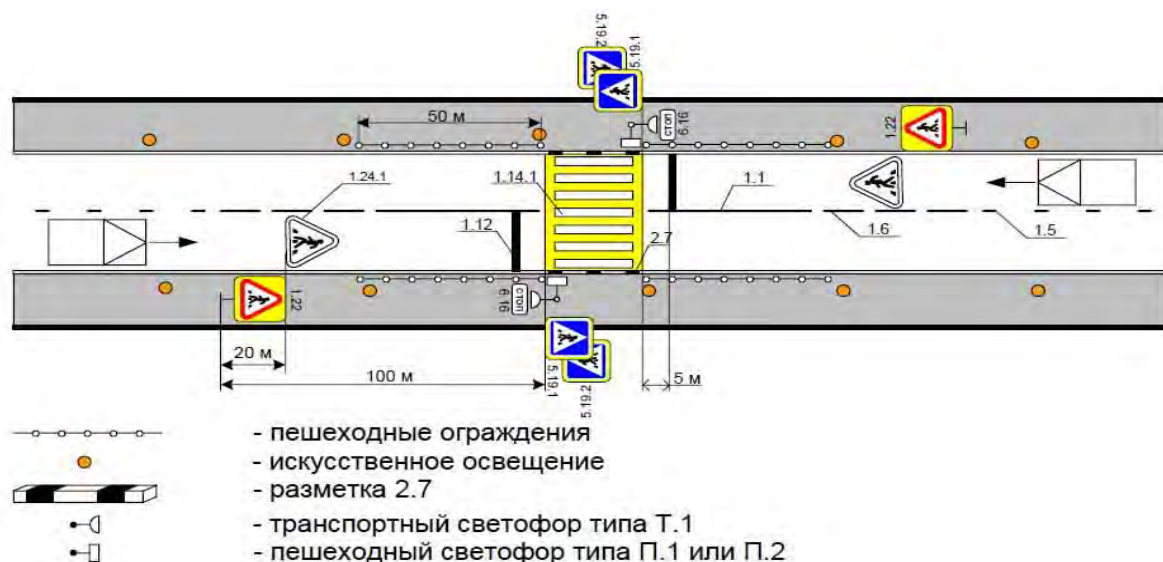 5.19.2
5.19.1
50 м
СТОП
6.16
1.22
1.24.1
1.14.1
1.1
1.12
2.7
1.6
1.5
1.22
6.16
СТОП
20 м
100 м
5.19.1
5.19.2
5 м
- пешеходные ограждения
- искусственное освещение
- разметка 2.7
- транспортный светофор типа Т.1
- пешеходный светофор типа П.1 или П.2